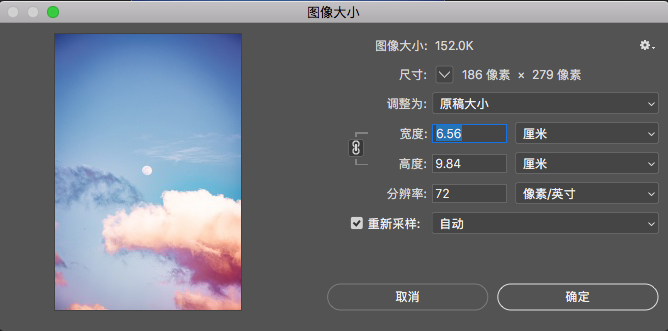 图像大小
图像大小: 152.0K
尺寸: 186 像素 × 279 像素
调整为: 原稿大小
宽度: 6.56 厘米
高度: 9.84 厘米
分辨率: 72 像素/英寸
重新采样: 自动
取消 确定